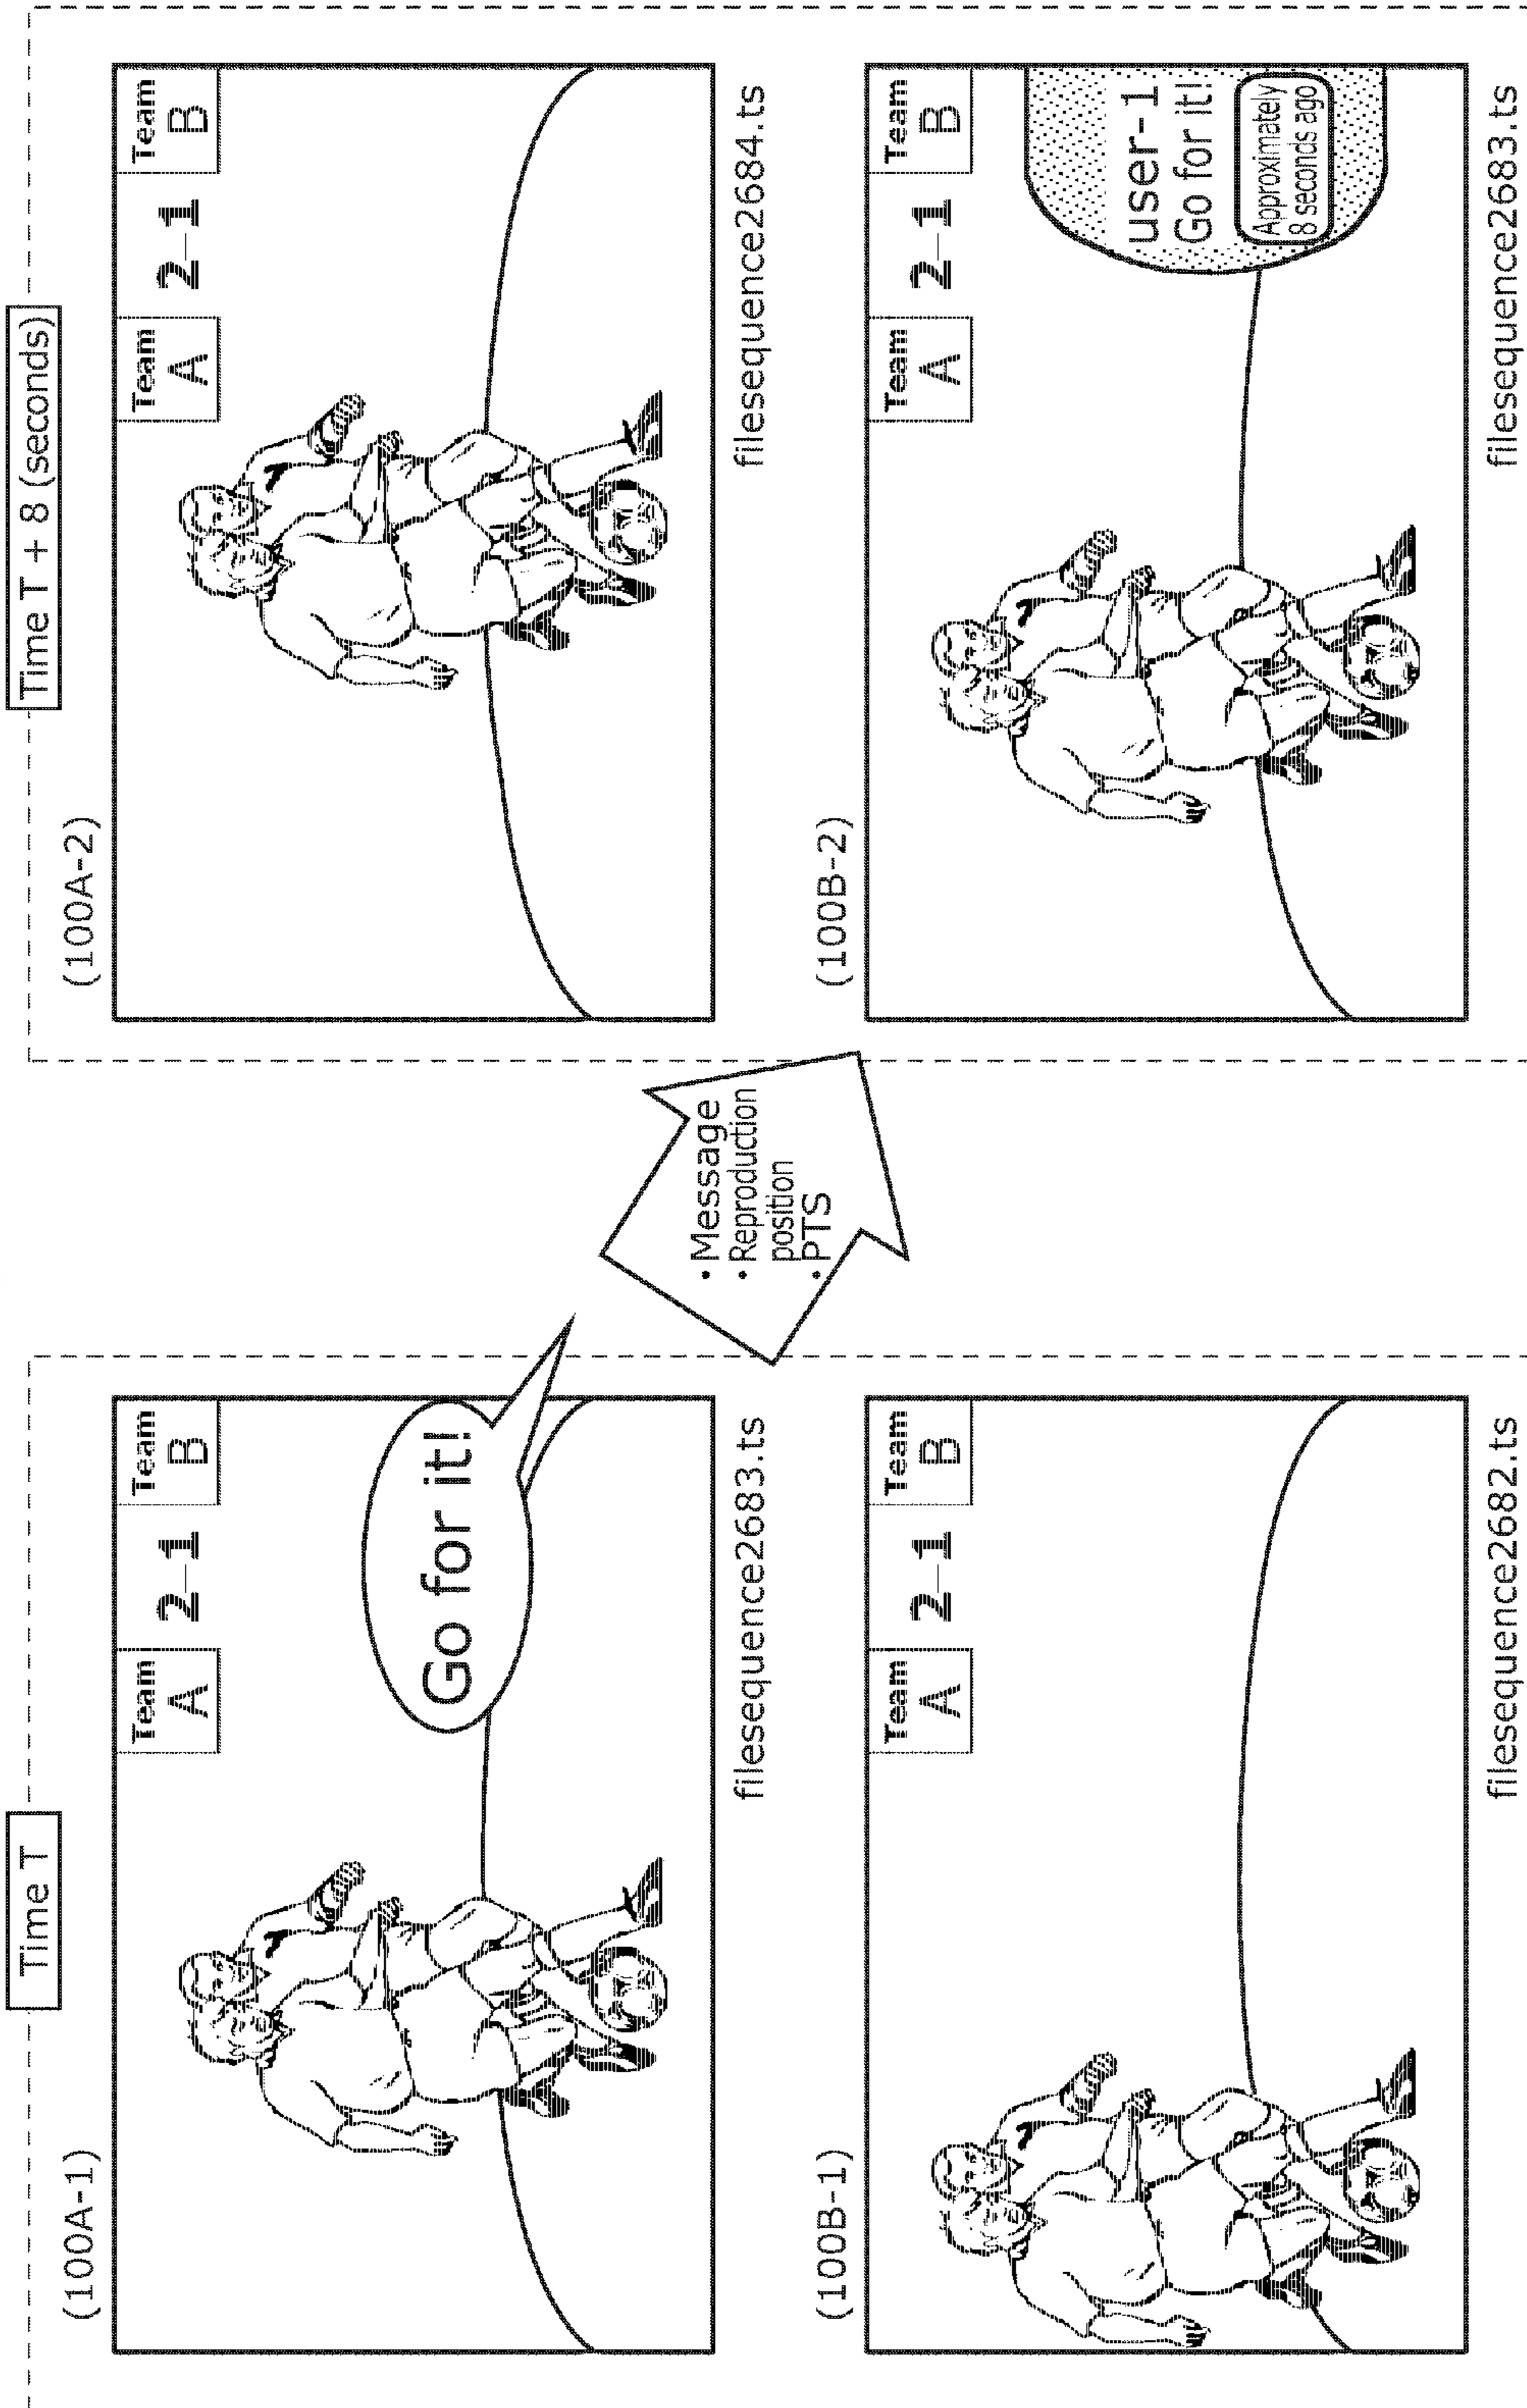 Time T
(100A-1)
Team
A
2-1
Team
B
Go for it!
filesequence2683.ts
(100B-1)
Team
A
2-1
Team
B
filesequence2682.ts
• Message
• Reproduction
position
• PTS
Time T + 8 (seconds)
(100A-2)
Team
A
2-1
Team
B
filesequence2684.ts
(100B-2)
Team
A
2-1
Team
B
user-1
Go for it!
Approximately
8 seconds ago
filesequence2683.ts